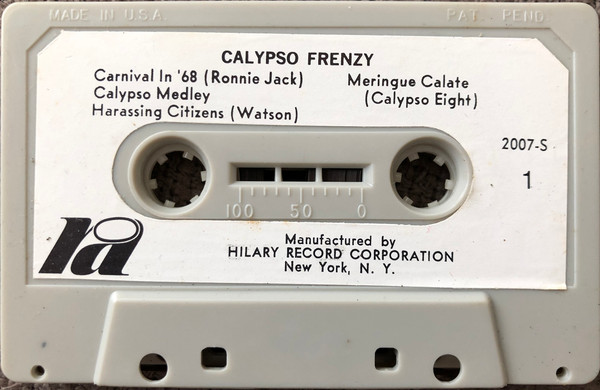 MADE IN U.S.A. PAT. PEND.
CALYPSO FRENZY
Carnival In '68 (Ronnie Jack)
Calypso Medley
Harassing Citizens (Watson)
Meringue Calate
(Calypso Eight)
2007-S
1
100 50 0
ra
Manufactured by
HILARY RECORD CORPORATION
New York, N. Y.